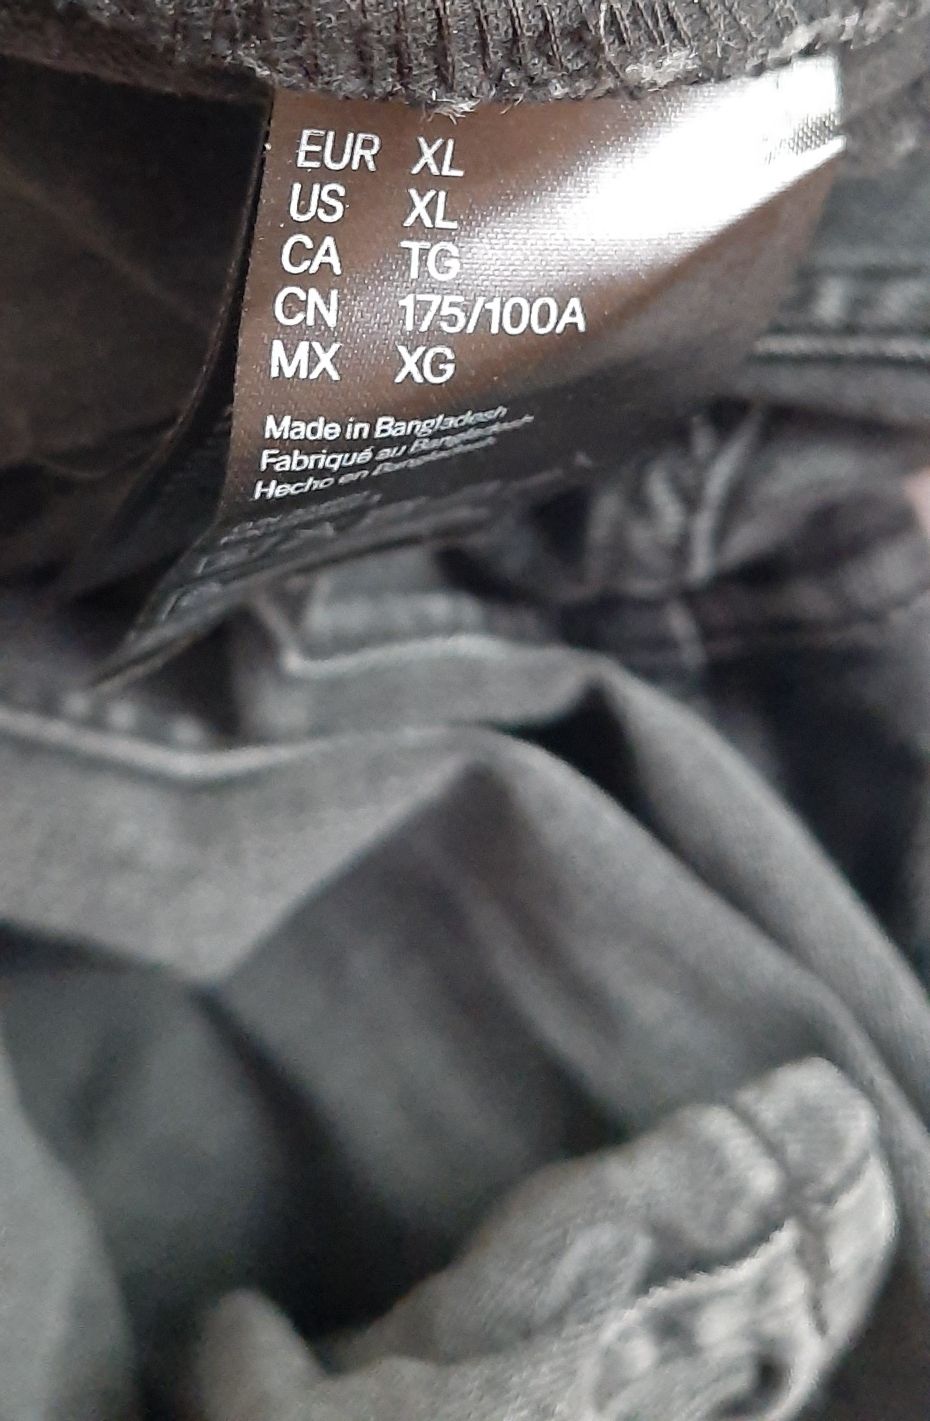 EUR XL
US XL
CA TG
CN 175/100A
MX XG
Made in Bangladesh
Fabriqué au Bangladesh
Hecho en Bangladesh